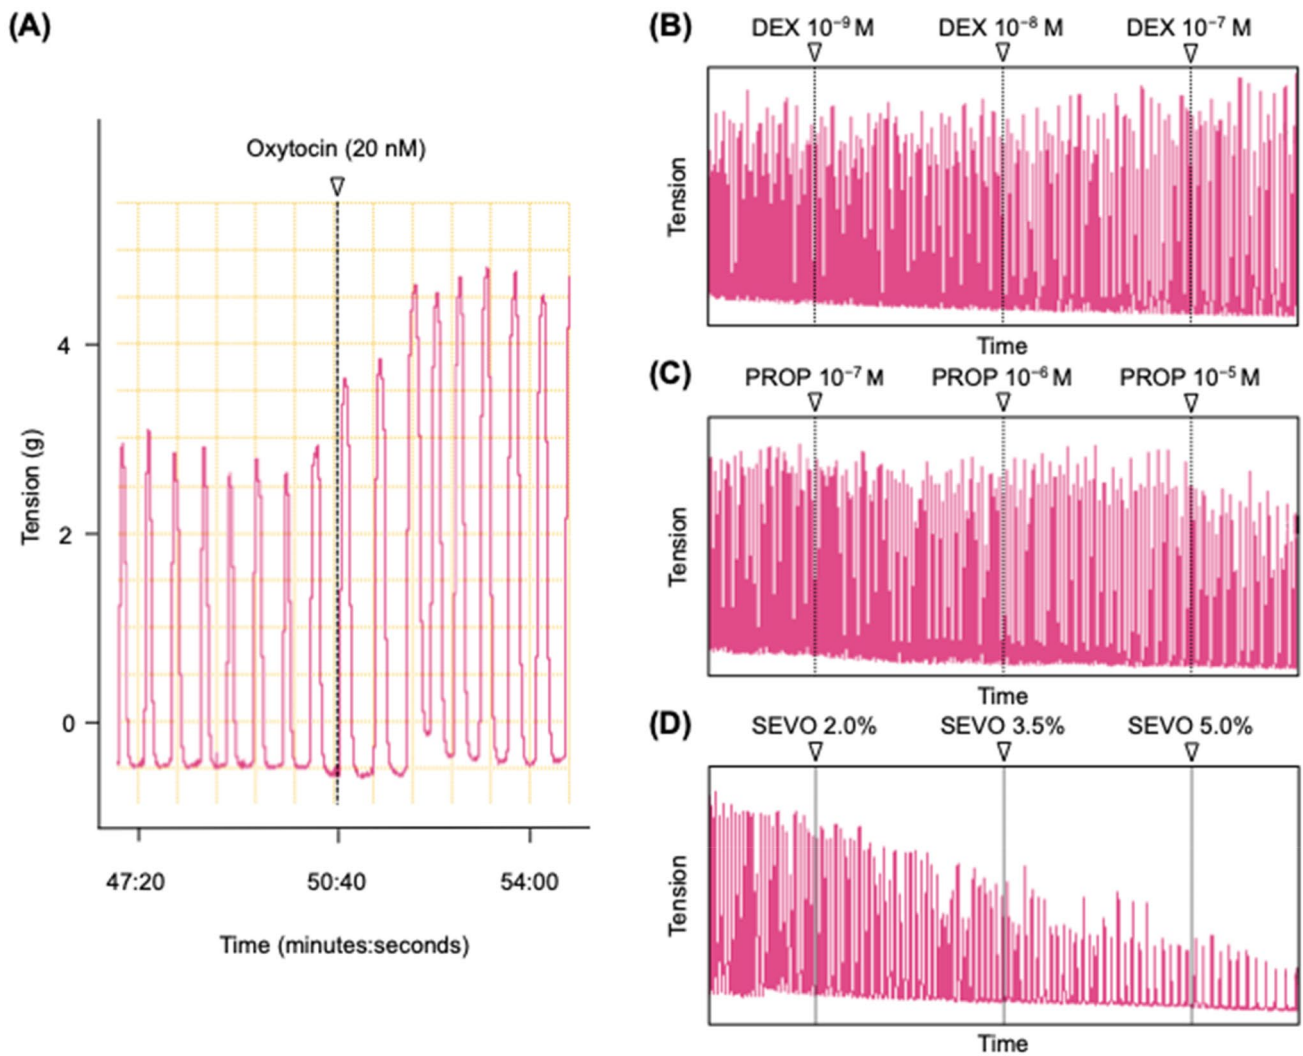 (A)
Oxytocin (20 nM)
Tension (g)
4
2
0
47:20 50:40 54:00
Time (minutes:seconds)
(B)
DEX 10⁻⁹ M DEX 10⁻⁸ M DEX 10⁻⁷ M
Tension
Time
(C)
PROP 10⁻⁷ M PROP 10⁻⁶ M PROP 10⁻⁵ M
Tension
Time
(D)
SEVO 2.0% SEVO 3.5% SEVO 5.0%
Tension
Time